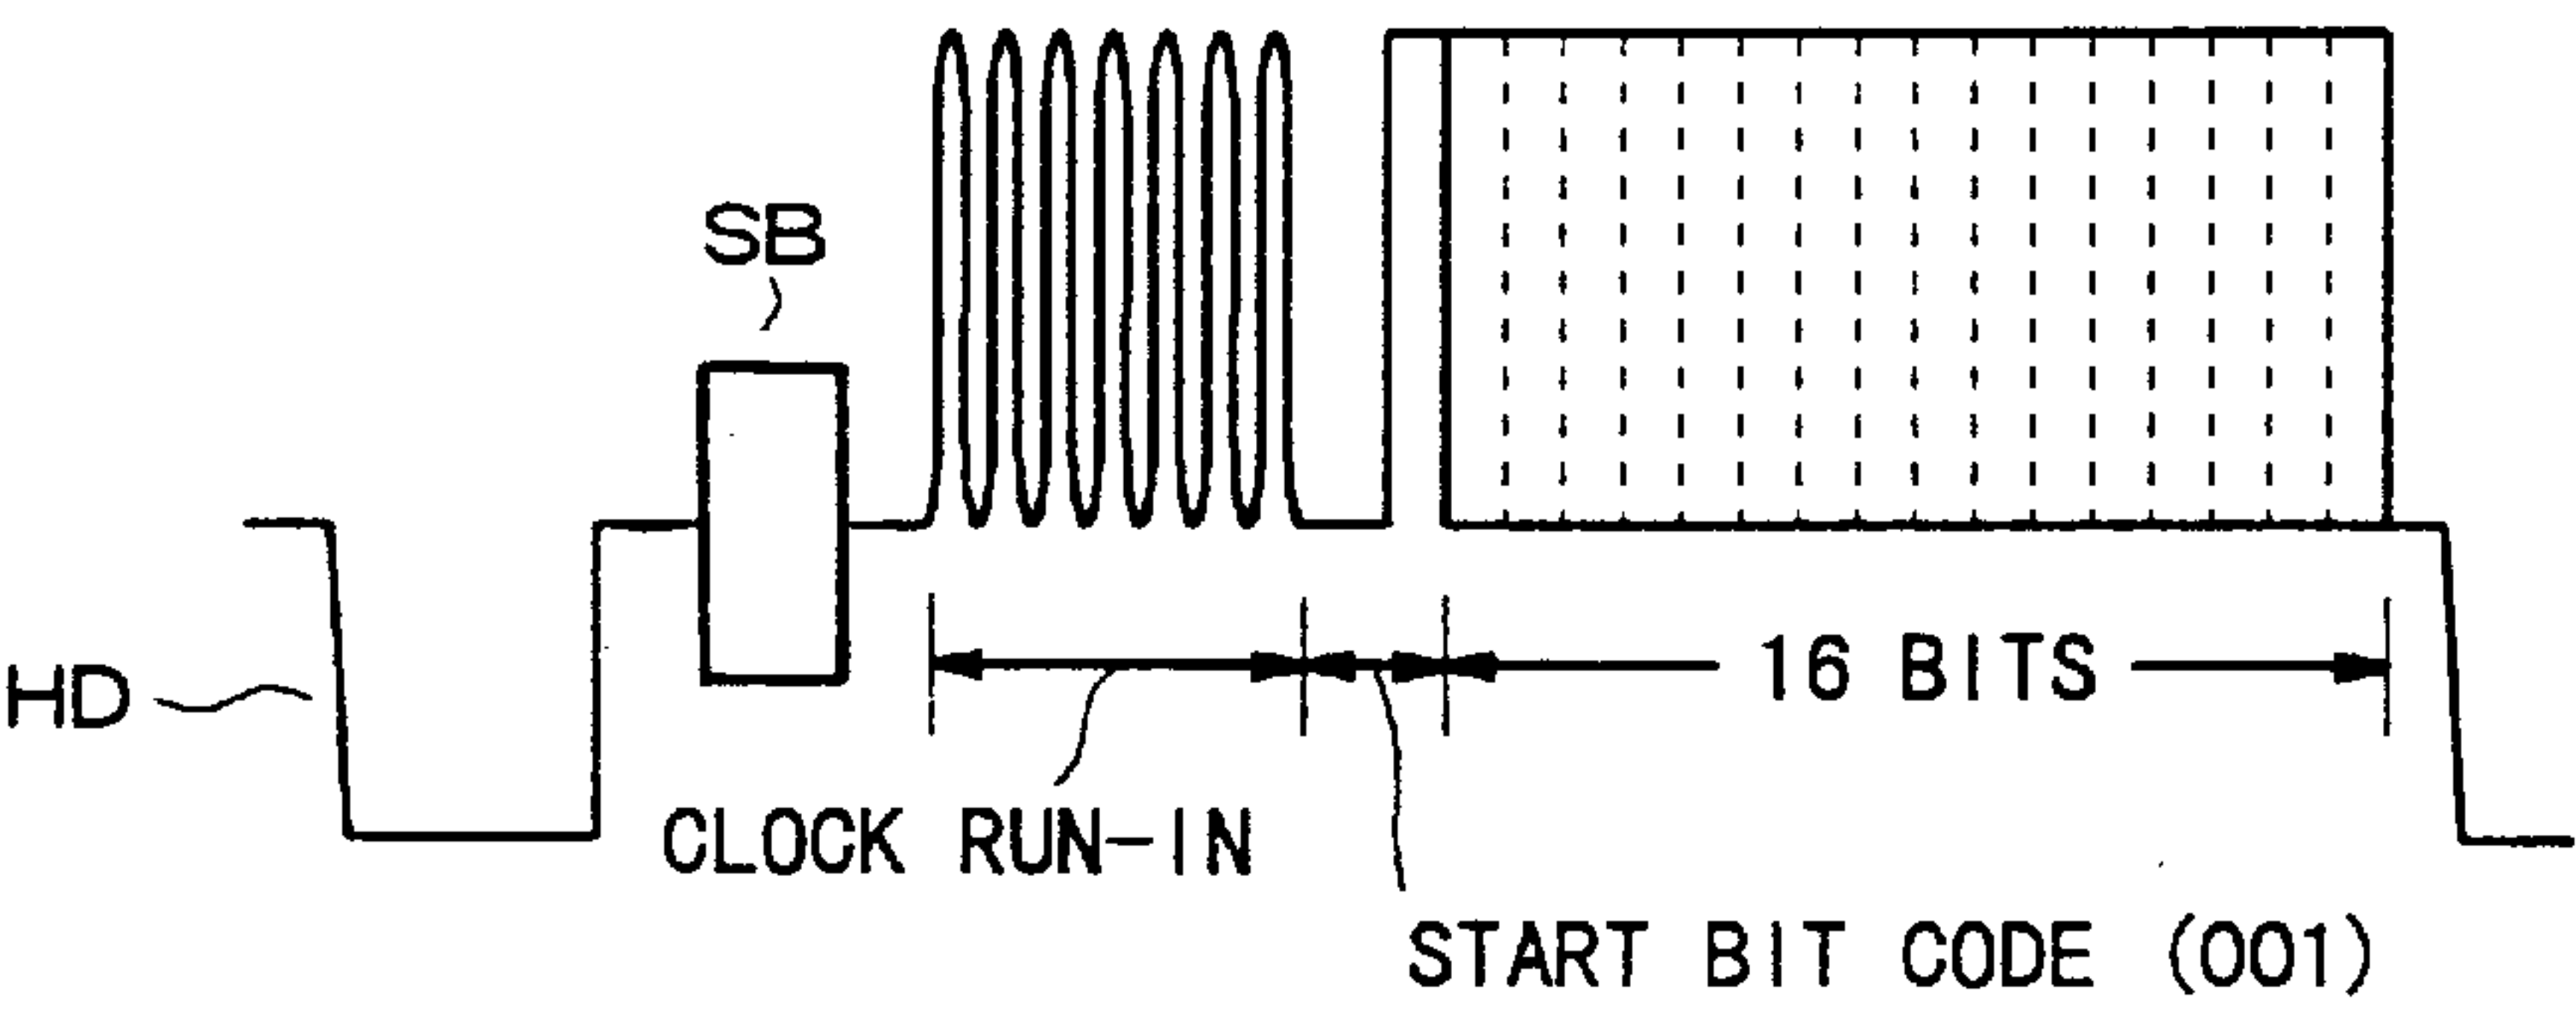 SB
HD
16 BITS
CLOCK RUN-IN
START BIT CODE (001)